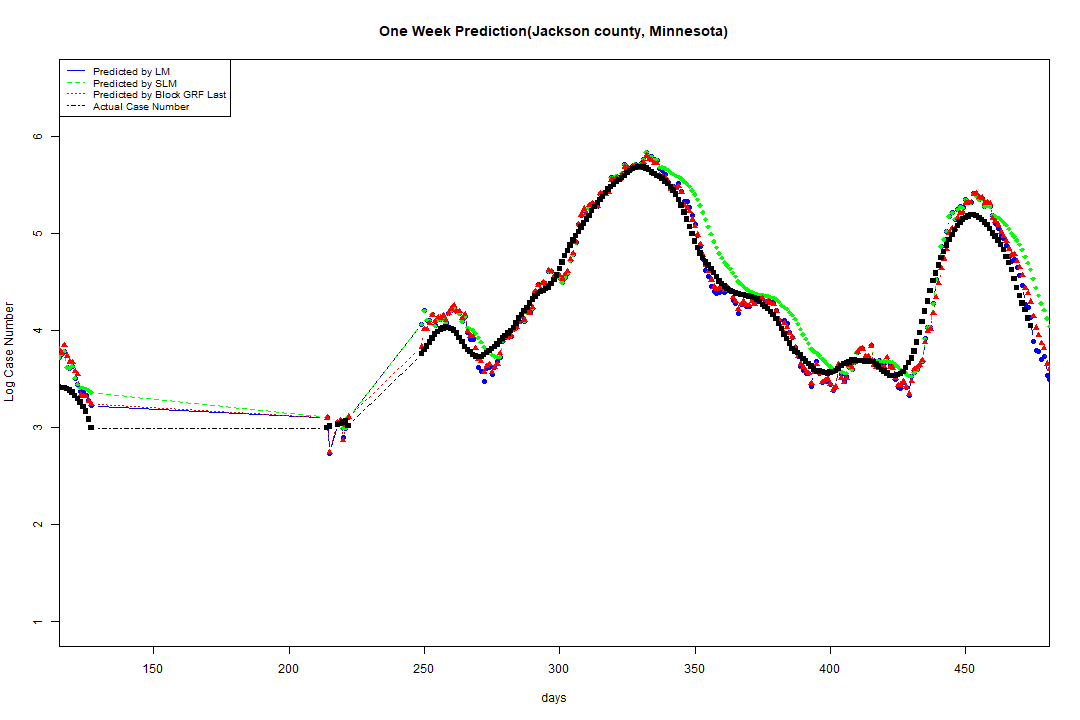 One Week Prediction(Jackson county, Minnesota)
Predicted by LM
Predicted by SLM
Predicted by Block GRF Last
Actual Case Number
Log Case Number
6
5
4
3
2
1
150 200 250 300 350 400 450
days